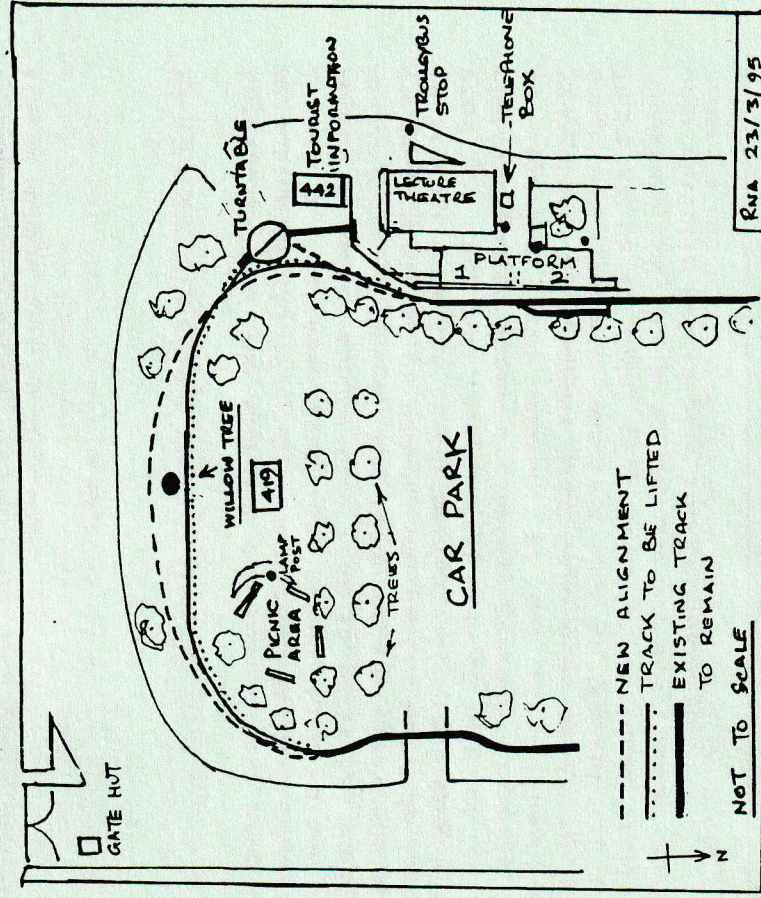 GATE HUT
TURNTABLE
442
TOURIST
INFORMATION
TROLLEYBUS
STOP
TELEPHONE
BOX
LECTURE
THEATRE
PLATFORM
1
2
WILLOW TREE
419
LAMP
POST
PICNIC
AREA
TREES
CAR PARK
NEW ALIGNMENT
TRACK TO BE LIFTED
EXISTING TRACK
TO REMAIN
NOT TO SCALE
N
RNA 23/3/95